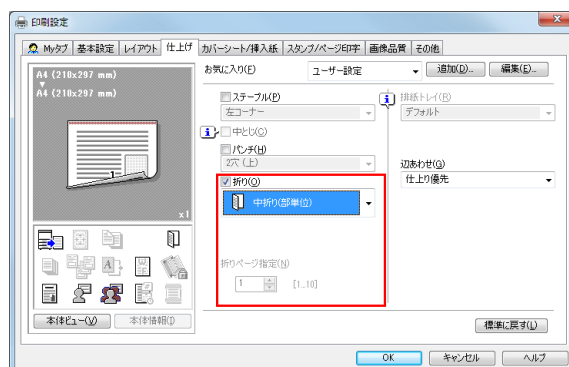 印刷設定
Myタブ 基本設定 レイアウト 仕上げ カバーシート/挿入紙 スタンプ/ページ印字 画像品質 その他
A4 (210x297 mm)
A4 (210x297 mm)
1
x1
お気に入り(F) ユーザー設定 追加(D)... 編集(E)...
ステープル(P)
左コーナー
中とじ(C)
パンチ(H)
2穴 (上)
折り(O)
中折り(部単位)
折りページ指定(N)
1 [1..10]
排紙トレイ(R)
デフォルト
辺あわせ(G)
仕上り優先
本体ビュー(V) 本体情報(I)
標準に戻す(L)
OK キャンセル ヘルプ